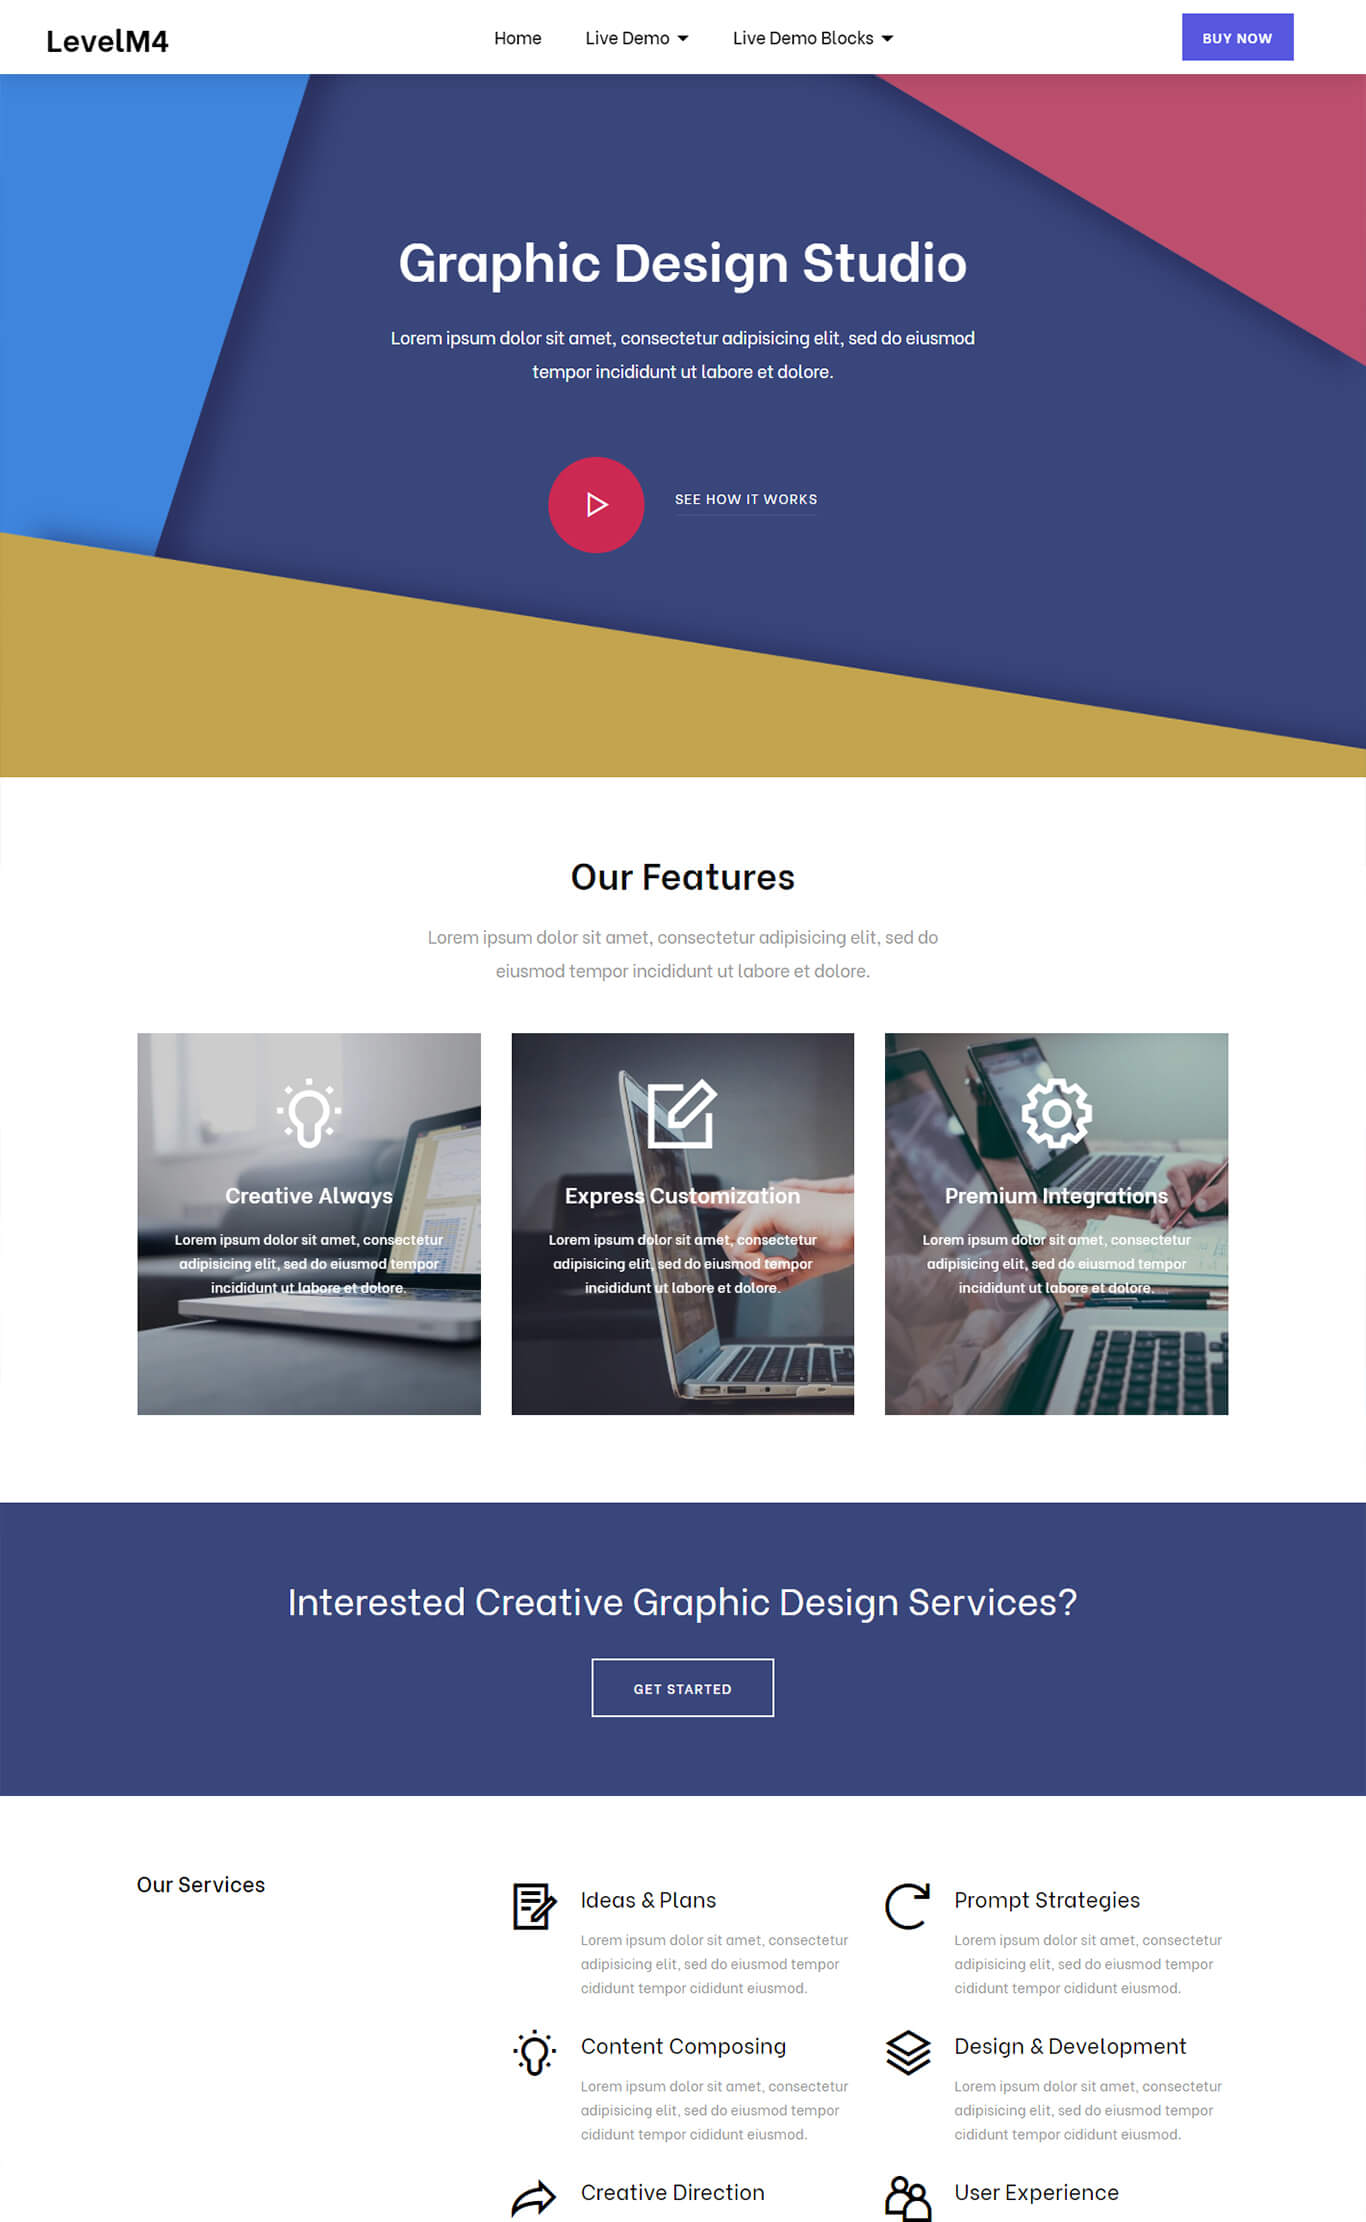 LevelM4
Home
Live Demo
Live Demo Blocks
BUY NOW
Graphic Design Studio
Lorem ipsum dolor sit amet, consectetur adipisicing elit, sed do eiusmod
tempor incididunt ut labore et dolore.
SEE HOW IT WORKS
Our Features
Lorem ipsum dolor sit amet, consectetur adipisicing elit, sed do
eiusmod tempor incididunt ut labore et dolore.
Creative Always
Lorem ipsum dolor sit amet, consectetur
adipisicing elit, sed do eiusmod tempor
incididunt ut labore et dolore.
Express Customization
Lorem ipsum dolor sit amet, consectetur
adipisicing elit, sed do eiusmod tempor
incididunt ut labore et dolore.
Premium Integrations
Lorem ipsum dolor sit amet, consectetur
adipisicing elit, sed do eiusmod tempor
incididunt ut labore et dolore.
Interested Creative Graphic Design Services?
GET STARTED
Our Services
Ideas & Plans
Lorem ipsum dolor sit amet, consectetur
adipisicing elit, sed do eiusmod tempor
cididunt tempor cididunt eiusmod.
Prompt Strategies
Lorem ipsum dolor sit amet, consectetur
adipisicing elit, sed do eiusmod tempor
cididunt tempor cididunt eiusmod.
Content Composing
Lorem ipsum dolor sit amet, consectetur
adipisicing elit, sed do eiusmod tempor
cididunt tempor cididunt eiusmod.
Design & Development
Lorem ipsum dolor sit amet, consectetur
adipisicing elit, sed do eiusmod tempor
cididunt tempor cididunt eiusmod.
Creative Direction
User Experience